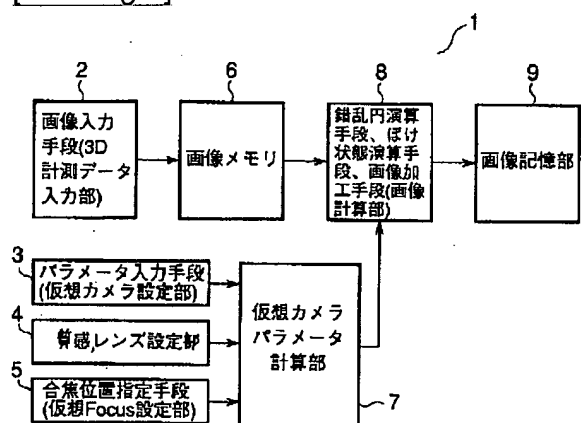 1
2
6
8
9
画像入力
手段(3D
計測データ
入力部)
画像メモリ
錯乱円演算
手段、ぼけ
状態演算手
段、画像加
工手段(画像
計算部)
画像記憶部
3
パラメータ入力手段
(仮想カメラ設定部)
4
質感,レンズ設定部
5
合焦位置指定手段
(仮想Focus設定部)
仮想カメラ
パラメータ
計算部
7